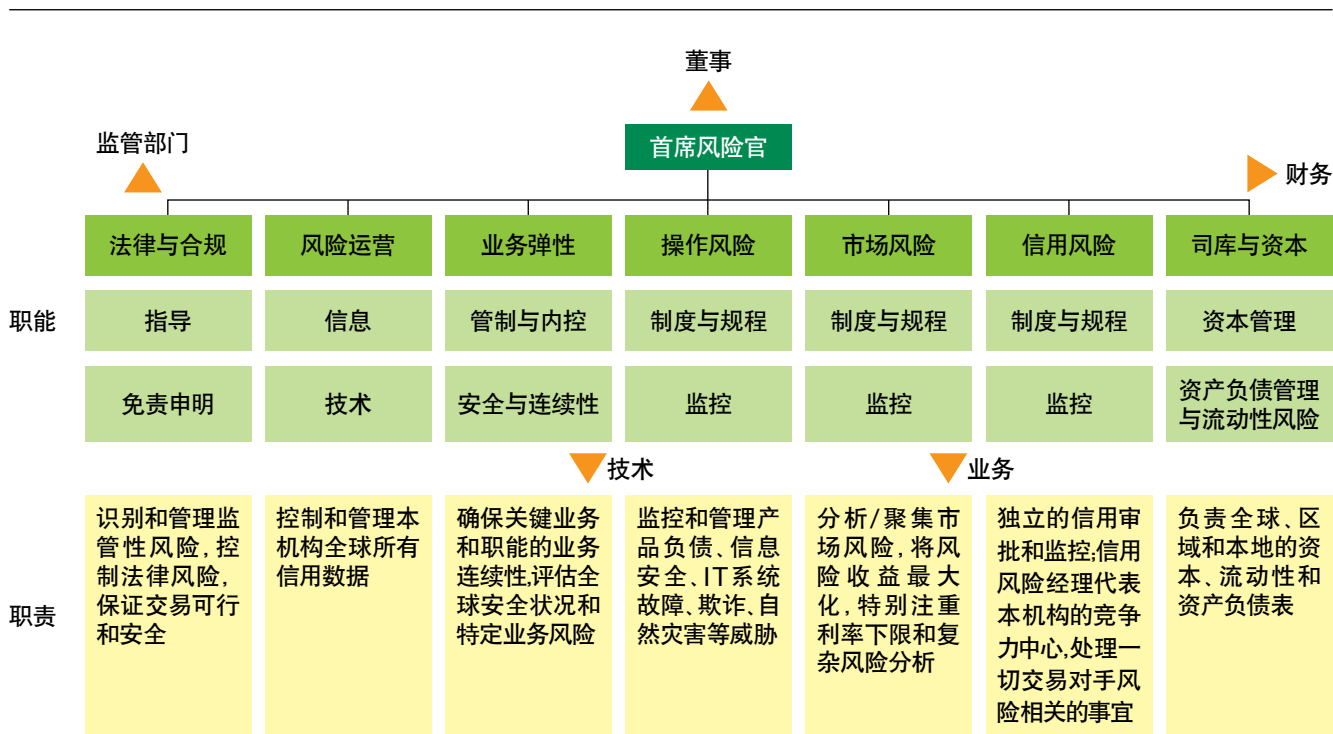 董事
监管部门
首席风险官
财务
法律与合规
风险运营
业务弹性
操作风险
市场风险
信用风险
司库与资本
职能
指导
信息
管制与内控
制度与规程
制度与规程
制度与规程
资本管理
免责申明
技术
安全与连续性
监控
监控
监控
资产负债管理
与流动性风险
技术
业务
职责
识别和管理监
管性风险，控
制法律风险，
保证交易可行
和安全
控制和管理本
机构全球所有
信用数据
确保关键业务
和职能的业务
连续性,评估全
球安全状况和
特定业务风险
监控和管理产
品负债、信息
安全、IT系统
故障、欺诈、自
然灾害等威胁
分析/聚集市
场风险，将风
险收益最大
化，特别注重
利率下限和复
杂风险分析
独立的信用审
批和监控;信用
风险经理代表
本机构的竞争
力中心,处理一
切交易对手风
险相关的事宜
负责全球、区
域和本地的资
本、流动性和
资产负债表